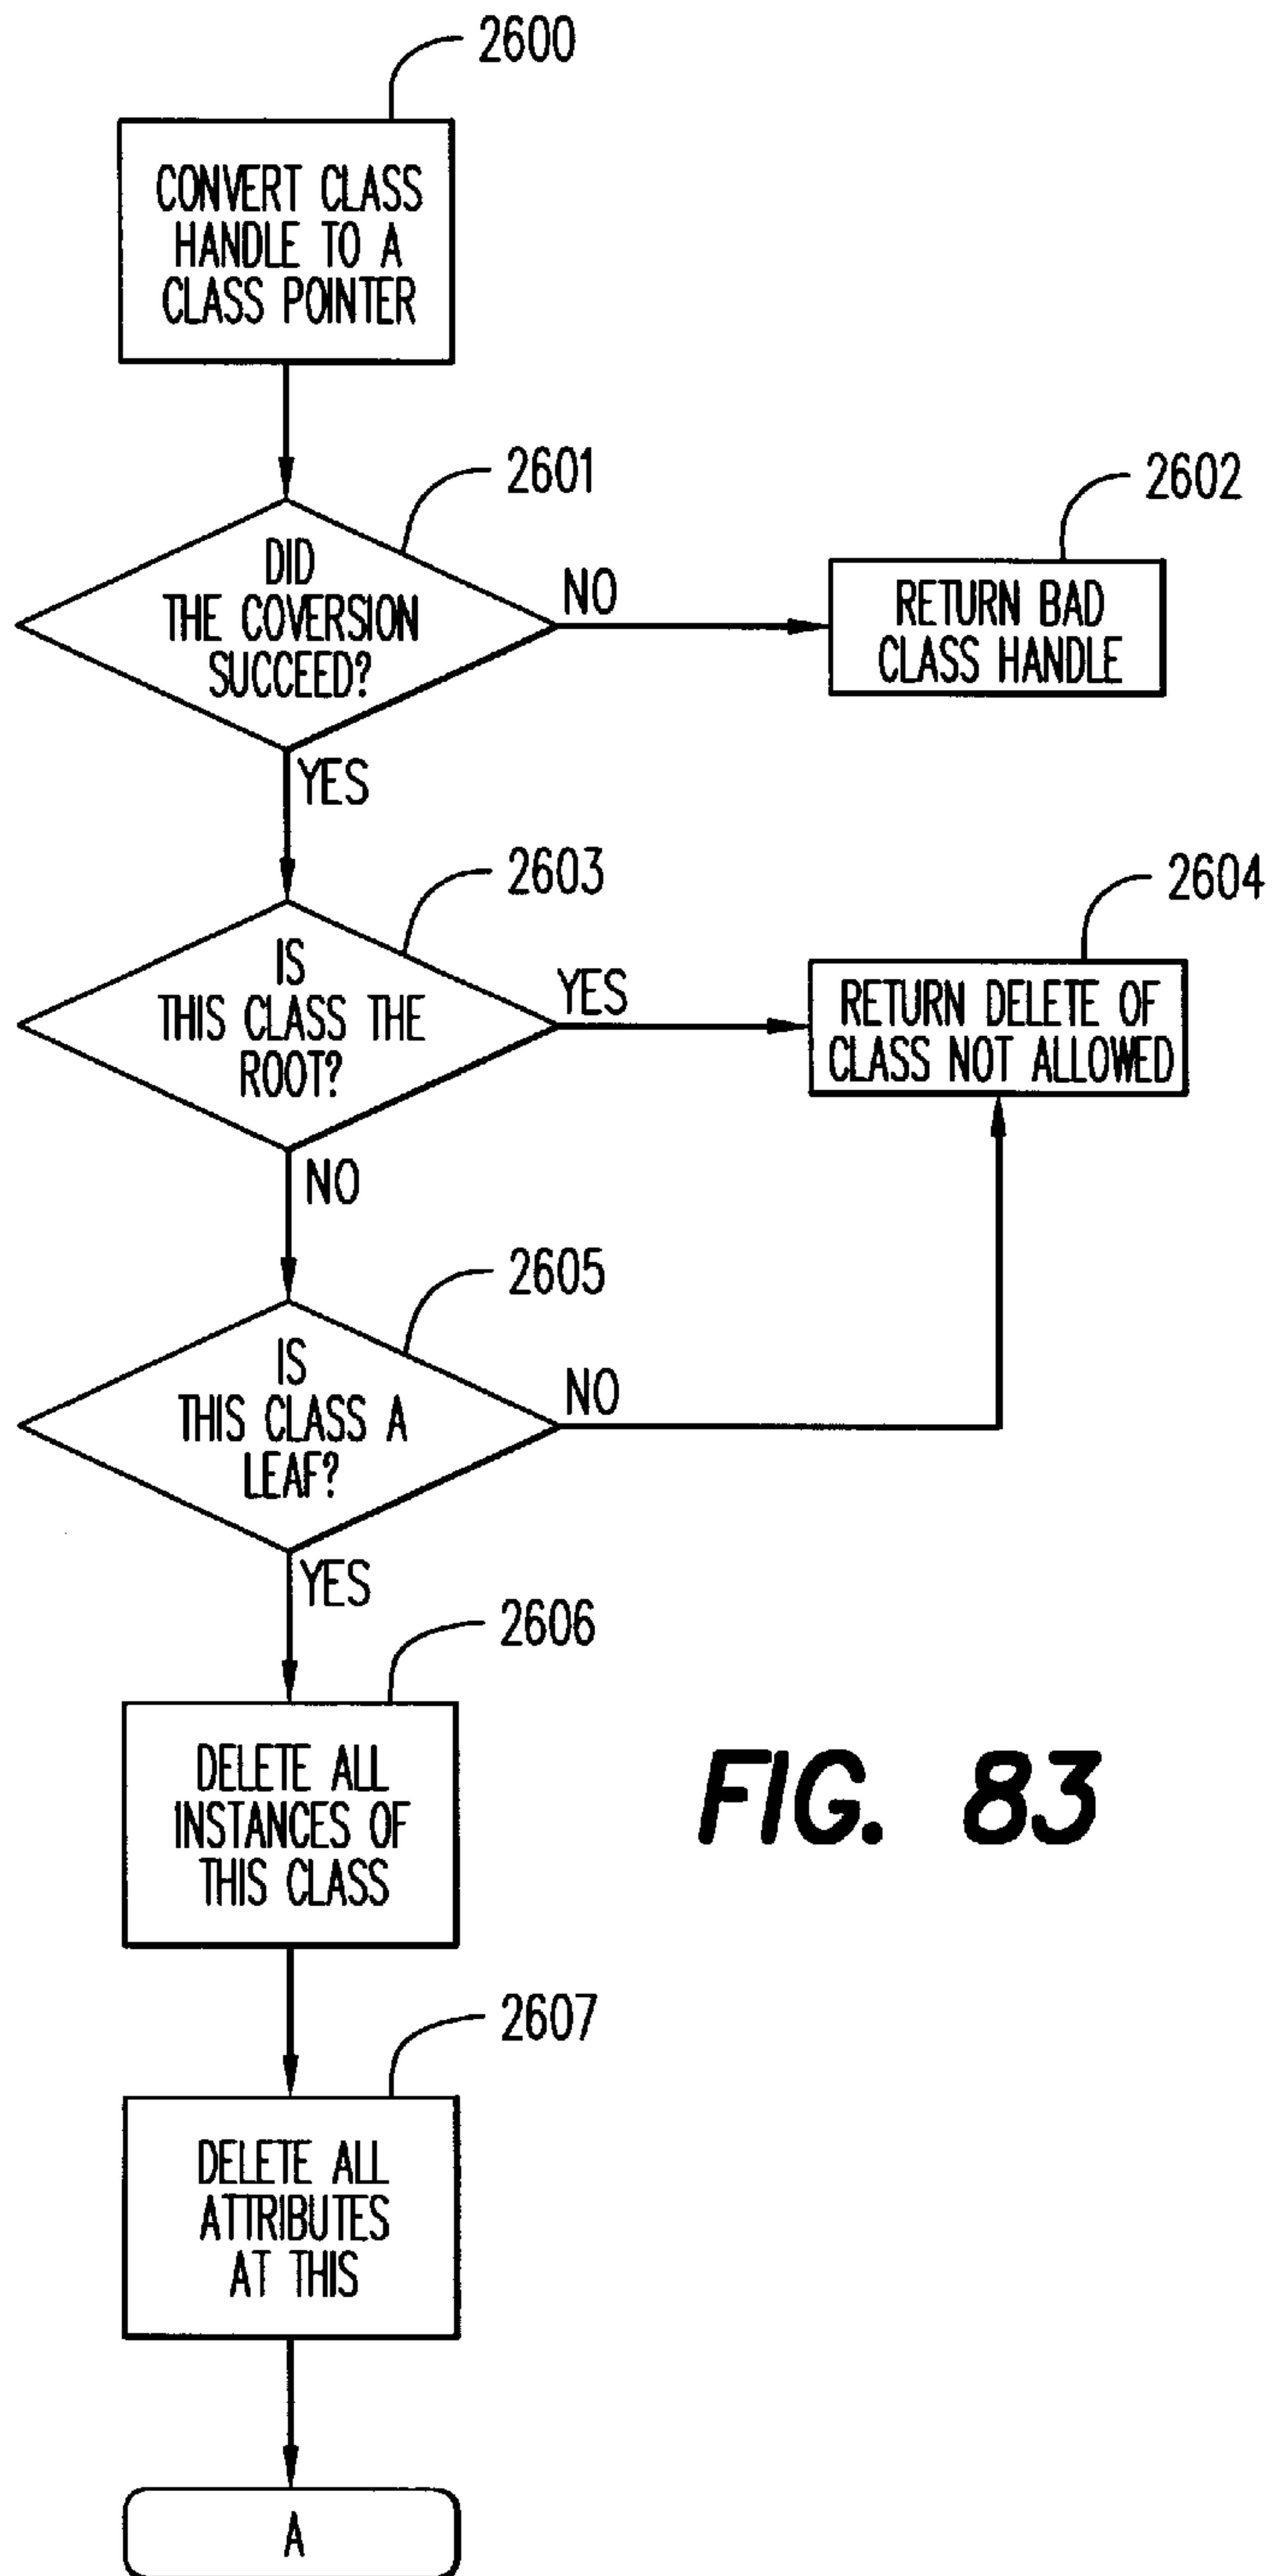 2600
CONVERT CLASS
HANDLE TO A
CLASS POINTER
2601
DID
THE COVERSION
SUCCEED?
NO
2602
RETURN BAD
CLASS HANDLE
YES
2603
IS
THIS CLASS THE
ROOT?
YES
2604
RETURN DELETE OF
CLASS NOT ALLOWED
NO
2605
IS
THIS CLASS A
LEAF?
NO
YES
2606
DELETE ALL
INSTANCES OF
THIS CLASS
FIG. 83
2607
DELETE ALL
ATTRIBUTES
AT THIS
A